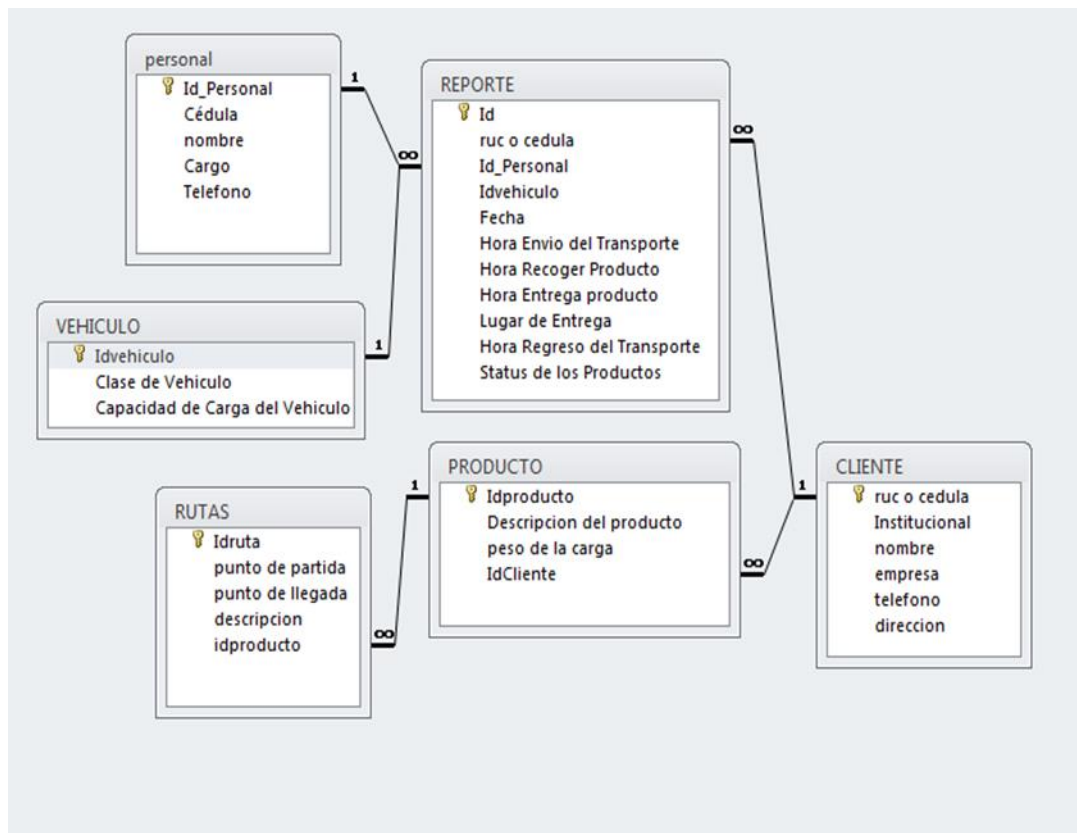 personal
Id_Personal
Cédula
nombre
Cargo
Telefono
1
∞
REPORTE
Id
ruc o cedula
Id_Personal
Idvehiculo
Fecha
Hora Envio del Transporte
Hora Recoger Producto
Hora Entrega producto
Lugar de Entrega
Hora Regreso del Transporte
Status de los Productos
∞
VEHICULO
Idvehiculo
Clase de Vehiculo
Capacidad de Carga del Vehiculo
1
RUTAS
Idruta
punto de partida
punto de llegada
descripcion
idproducto
∞
1
PRODUCTO
Idproducto
Descripcion del producto
peso de la carga
IdCliente
∞
1
CLIENTE
ruc o cedula
Institucional
nombre
empresa
telefono
direccion